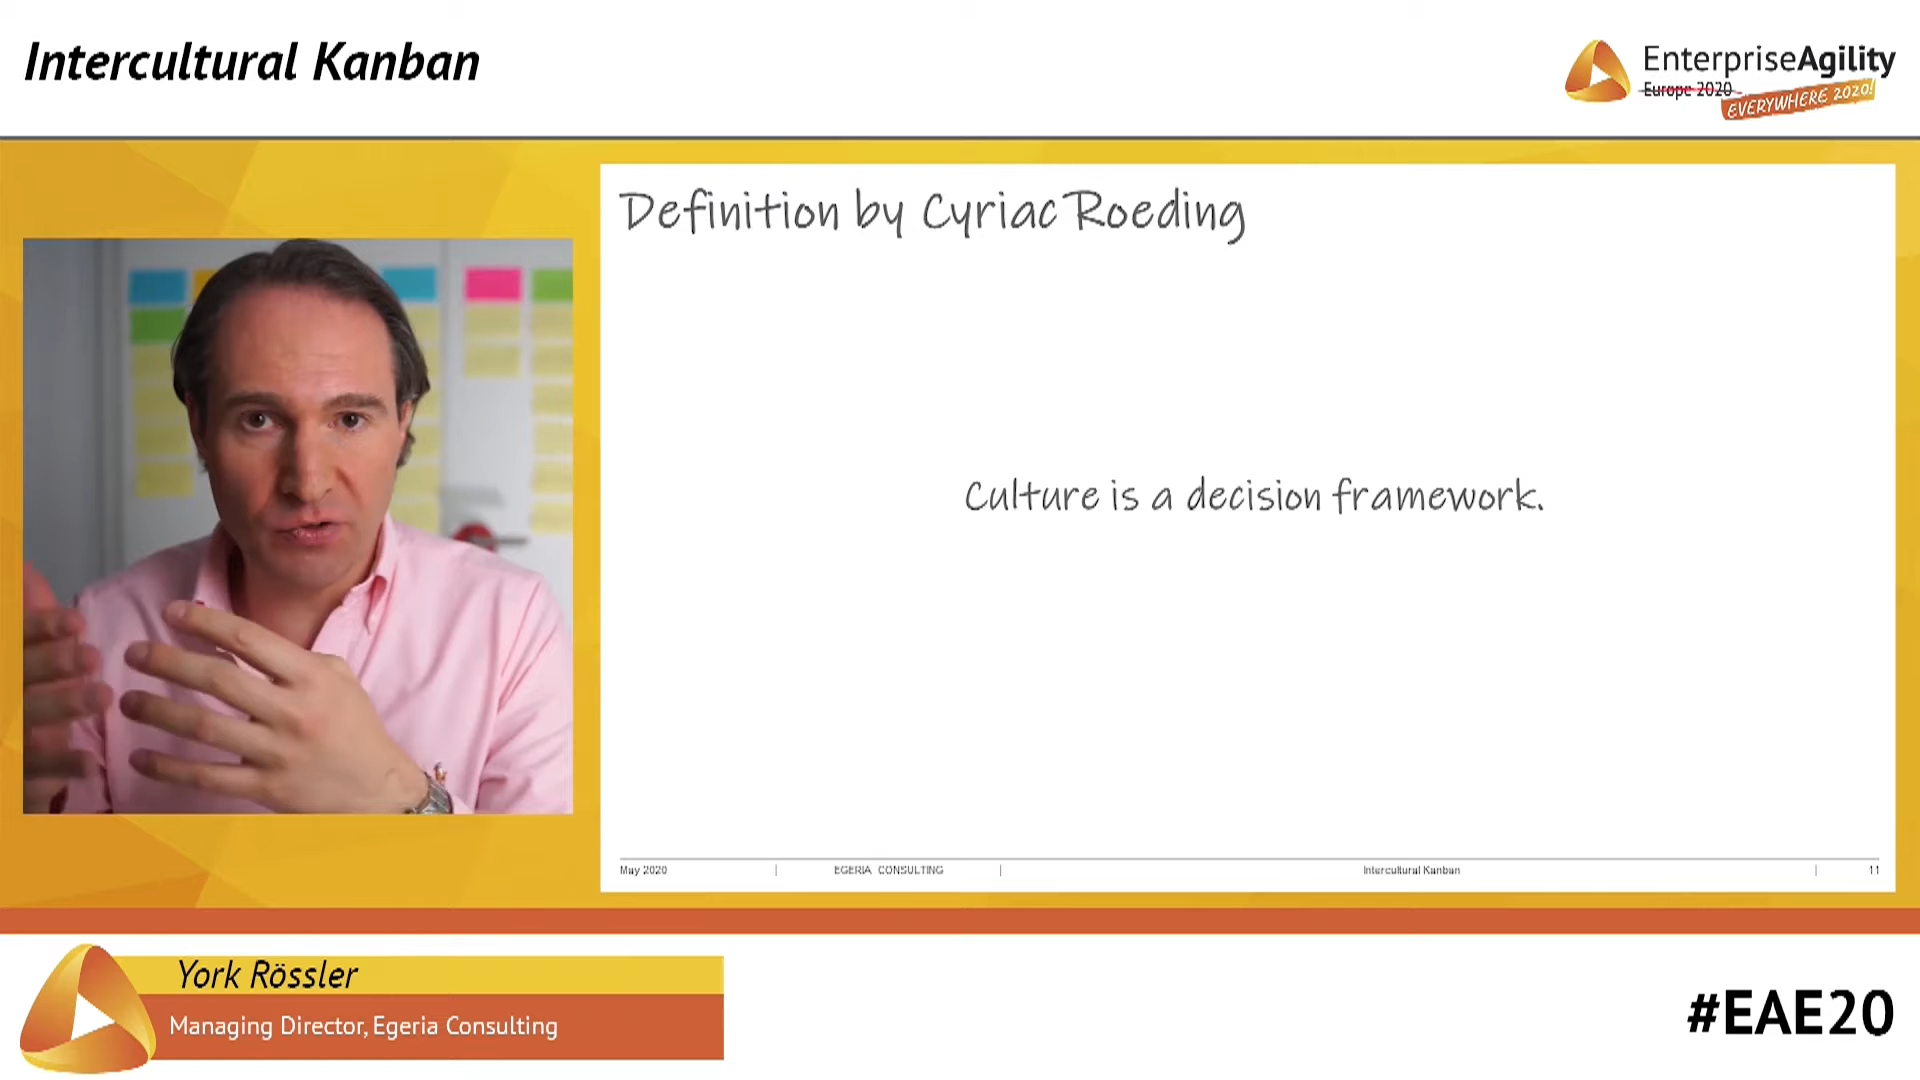 Intercultural Kanban
EnterpriseAgility
Europe 2020
EVERYWHERE 2020!
Definition by Cyriac Roeding
Culture is a decision framework.
May 2020 | EGERIA CONSULTING | Intercultural Kanban | 11
York Rössler
Managing Director, Egeria Consulting
#EAE20